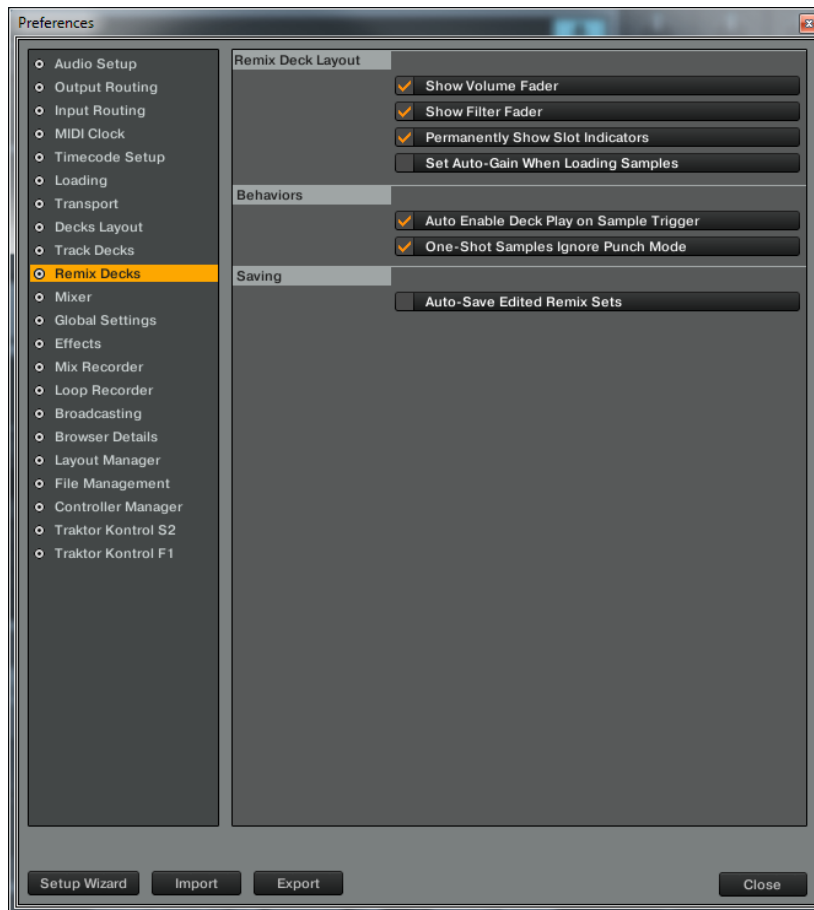 Preferences
Audio Setup
Output Routing
Input Routing
MIDI Clock
Timecode Setup
Loading
Transport
Decks Layout
Track Decks
Remix Decks
Mixer
Global Settings
Effects
Mix Recorder
Loop Recorder
Broadcasting
Browser Details
Layout Manager
File Management
Controller Manager
Traktor Kontrol S2
Traktor Kontrol F1
Remix Deck Layout
Show Volume Fader
Show Filter Fader
Permanently Show Slot Indicators
Set Auto-Gain When Loading Samples
Behaviors
Auto Enable Deck Play on Sample Trigger
One-Shot Samples Ignore Punch Mode
Saving
Auto-Save Edited Remix Sets
Setup Wizard
Import
Export
Close